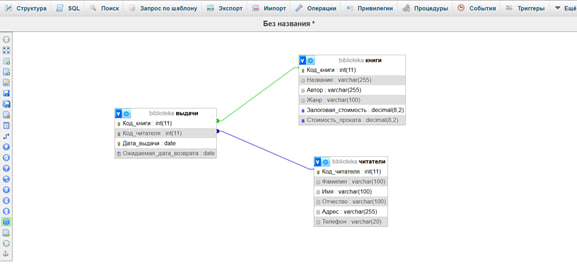 Структура SQL Поиск Запрос по шаблону Экспорт Импорт Операции Привилегии Процедуры События Триггеры Ещё
Без названия *
biblioteka книги
Код_книги : int(11)
Название : varchar(255)
Автор : varchar(255)
Жанр : varchar(100)
Залоговая_стоимость : decimal(8,2)
Стоимость_проката : decimal(8,2)
biblioteka выдачи
Код_книги : int(11)
Код_читателя : int(11)
Дата_выдачи : date
Ожидаемая_дата_возврата : date
biblioteka читатели
Код_читателя : int(11)
Фамилия : varchar(100)
Имя : varchar(100)
Отчество : varchar(100)
Адрес : varchar(255)
Телефон : varchar(20)